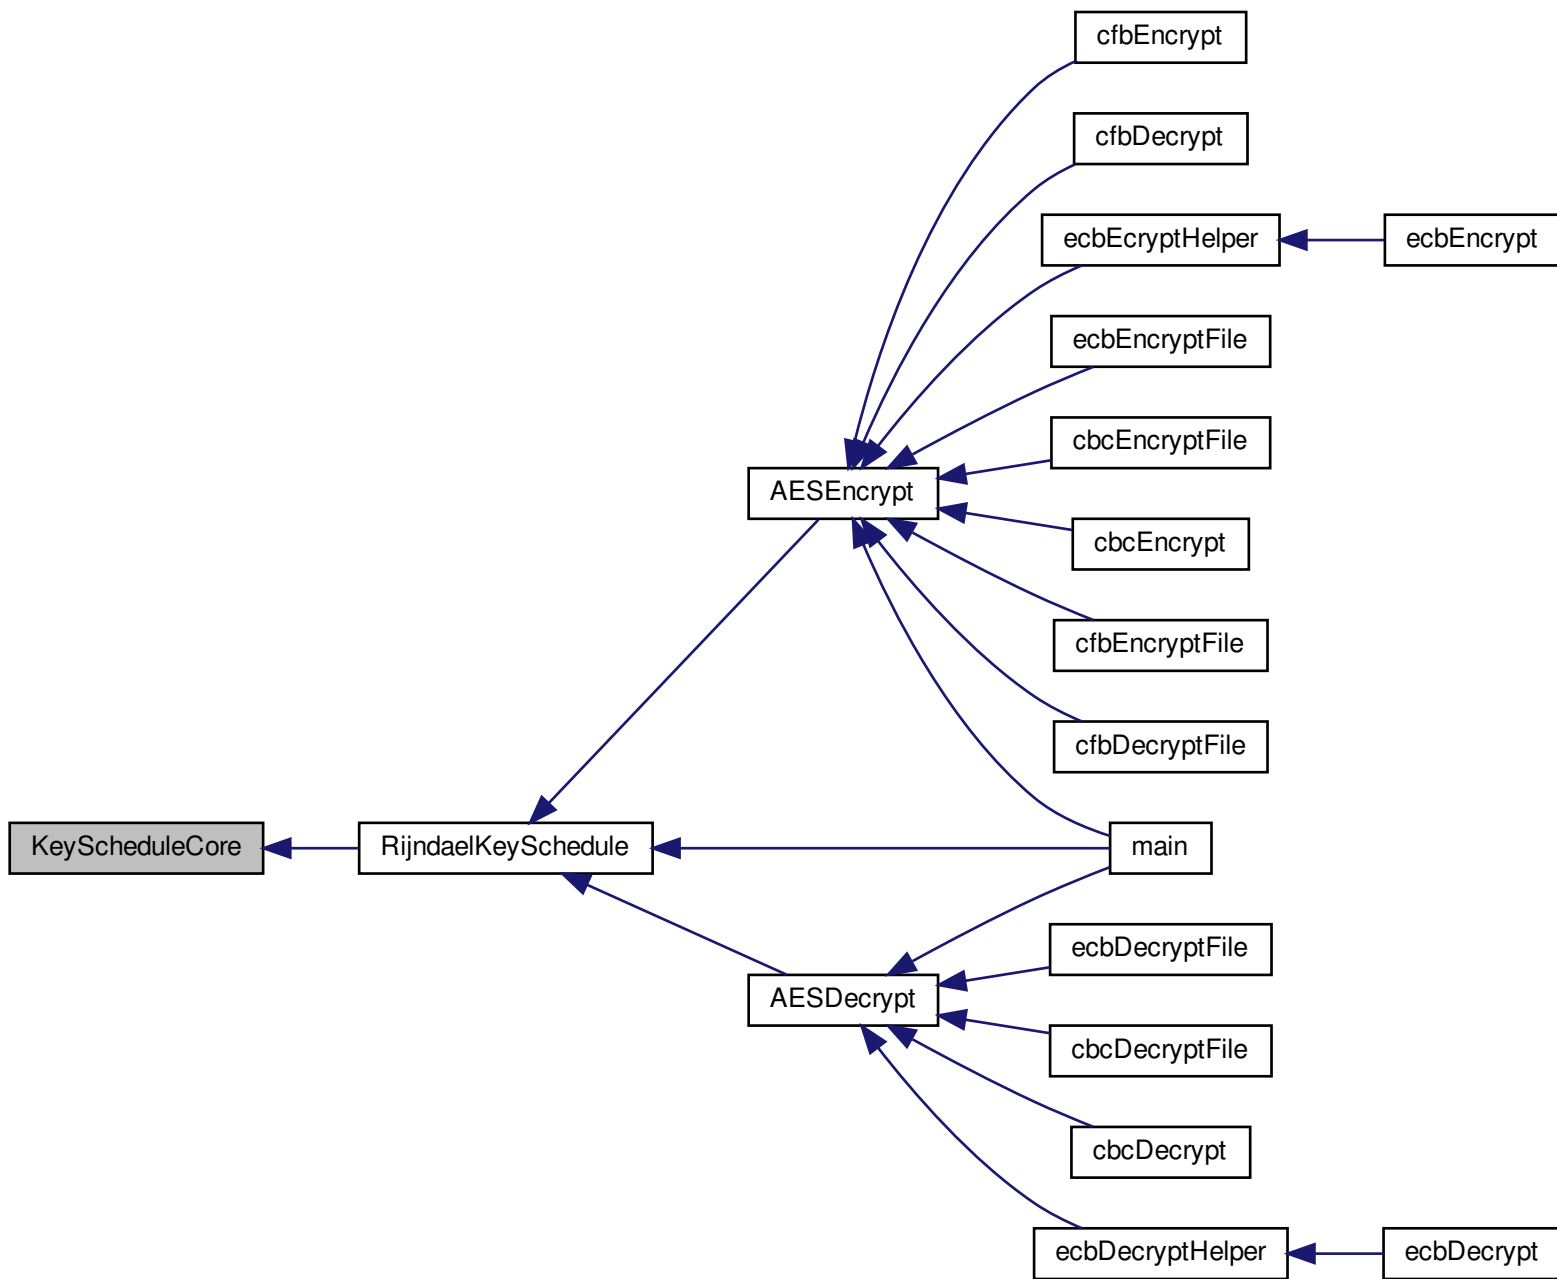 cfbEncrypt
cfbDecrypt
ecbEcryptHelper
ecbEncrypt
ecbEncryptFile
cbcEncryptFile
AESEncrypt
cbcEncrypt
cfbEncryptFile
cfbDecryptFile
KeyScheduleCore
RijndaelKeySchedule
main
ecbDecryptFile
AESDecrypt
cbcDecryptFile
cbcDecrypt
ecbDecryptHelper
ecbDecrypt